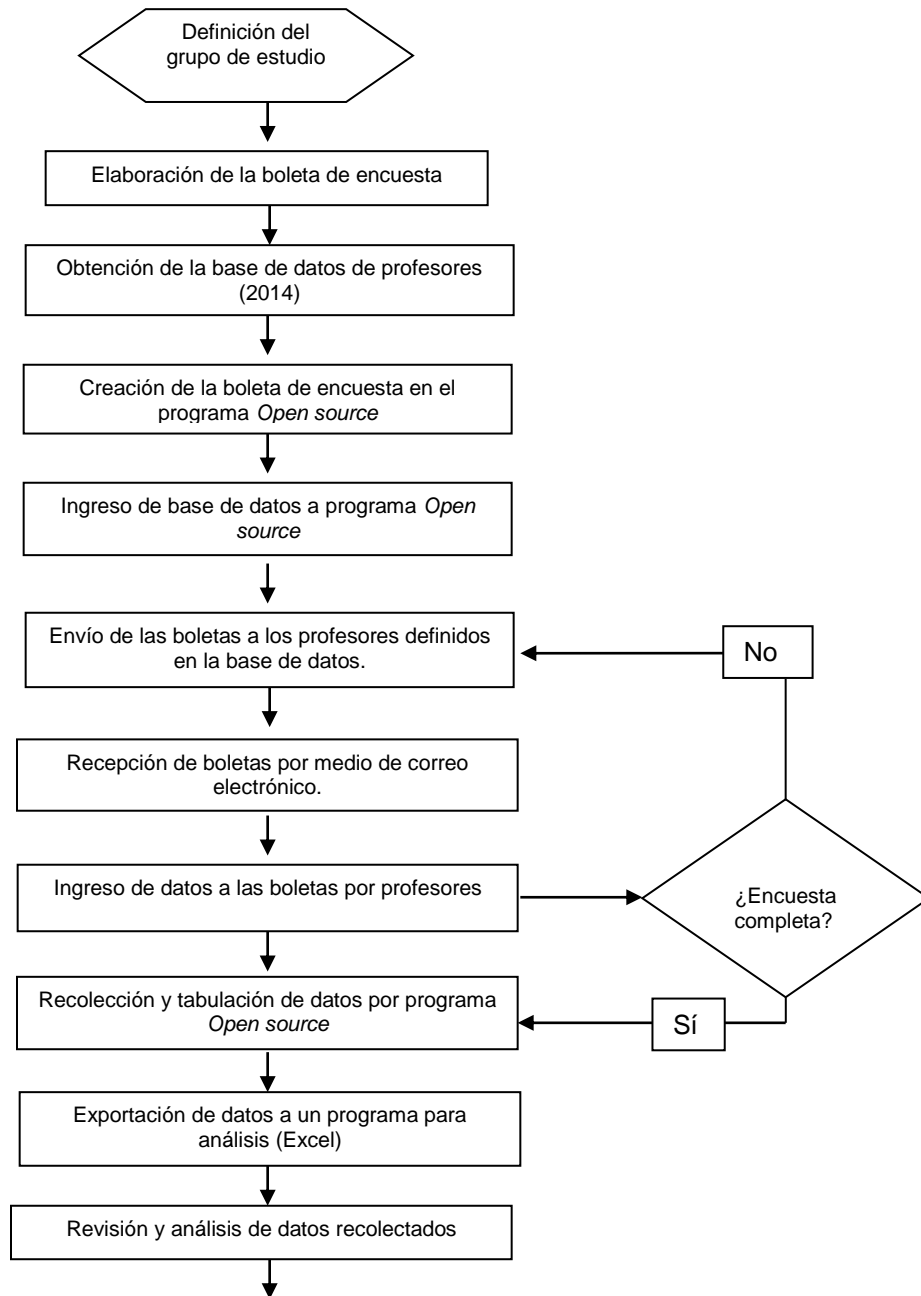 Definición del
grupo de estudio
Elaboración de la boleta de encuesta
Obtención de la base de datos de profesores
(2014)
Creación de la boleta de encuesta en el
programa Open source
Ingreso de base de datos a programa Open
source
Envío de las boletas a los profesores definidos
en la base de datos.
No
Recepción de boletas por medio de correo
electrónico.
Ingreso de datos a las boletas por profesores
¿Encuesta
completa?
Recolección y tabulación de datos por programa
Open source
Sí
Exportación de datos a un programa para
análisis (Excel)
Revisión y análisis de datos recolectados